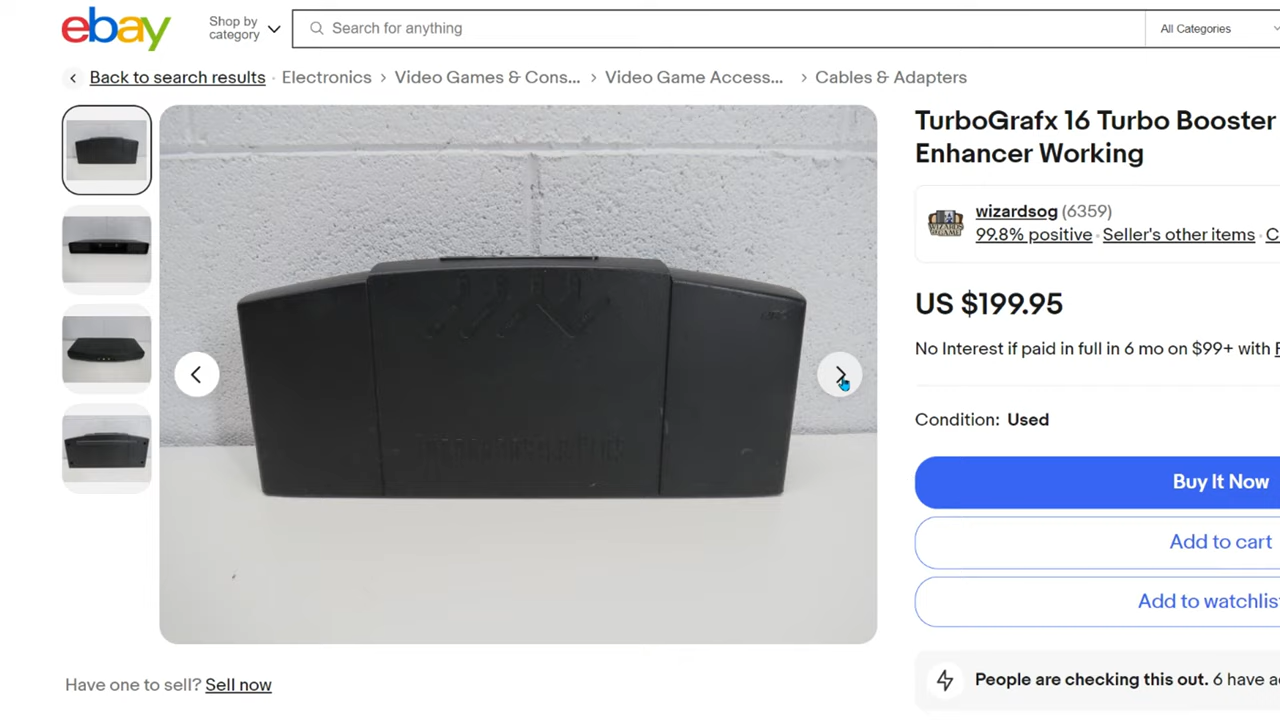 ebay
Shop by
category
Search for anything
All Categories
Back to search results · Electronics > Video Games & Cons... > Video Game Access... > Cables & Adapters
TurboGrafx 16 Turbo Booster
Enhancer Working
wizardsog (6359)
99.8% positive · Seller's other items · C
US $199.95
No Interest if paid in full in 6 mo on $99+ with
Condition: Used
Buy It Now
Add to cart
Add to watchlist
People are checking this out. 6 have a
Have one to sell? Sell now